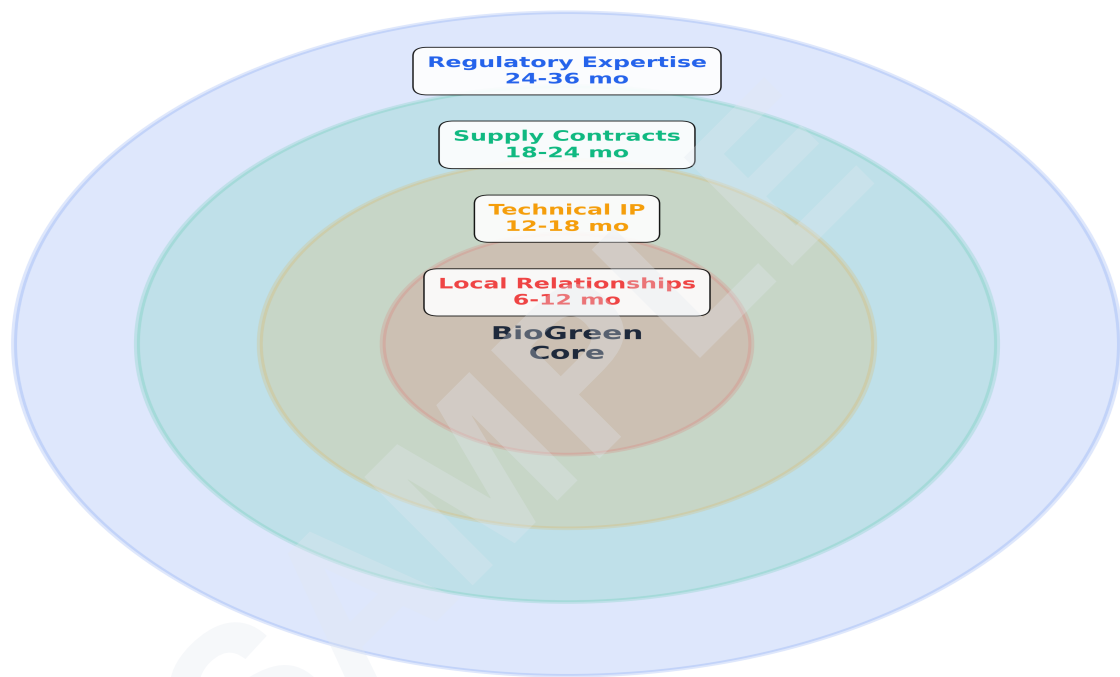 Regulatory Expertise
24-36 mo
Supply Contracts
18-24 mo
Technical IP
12-18 mo
Local Relationships
6-12 mo
BioGreen
Core
SAMPLE